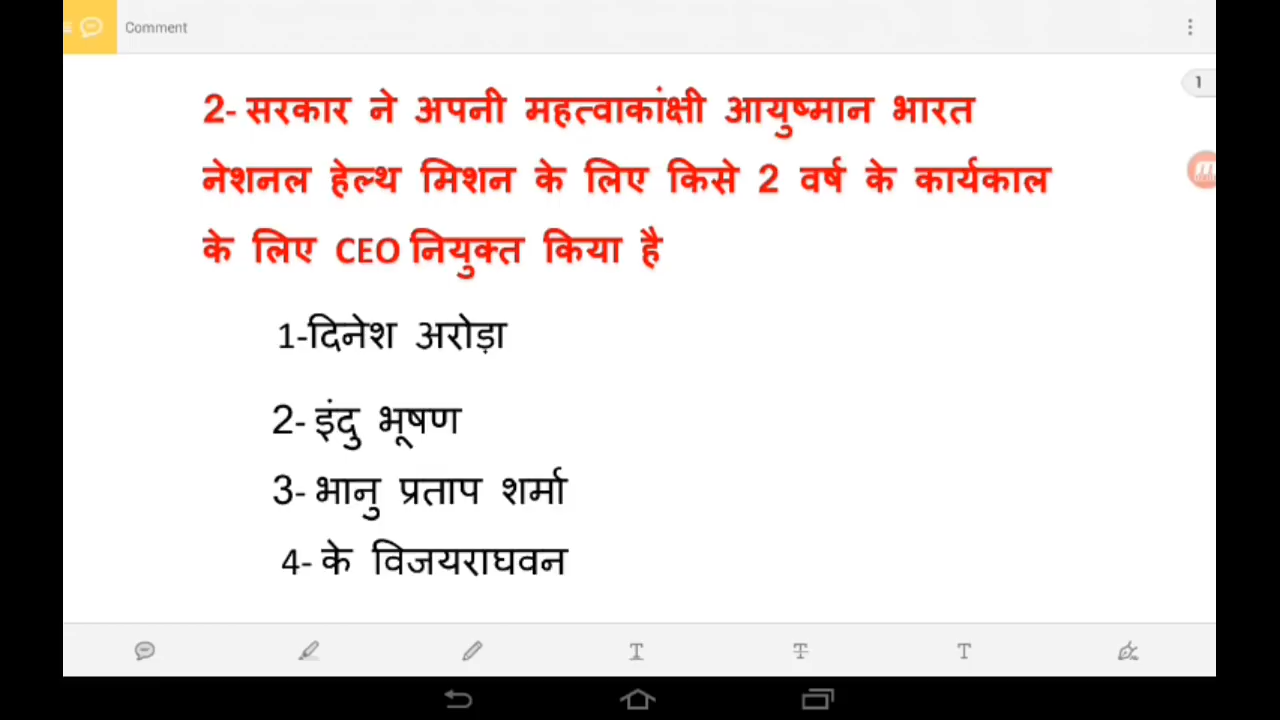 Comment
1
2- सरकार ने अपनी महत्वाकांक्षी आयुष्मान भारत
नेशनल हेल्थ मिशन के लिए किसे 2 वर्ष के कार्यकाल
के लिए CEO नियुक्त किया है
1-दिनेश अरोड़ा
2- इंदु भूषण
3- भानु प्रताप शर्मा
4- के विजयराघवन